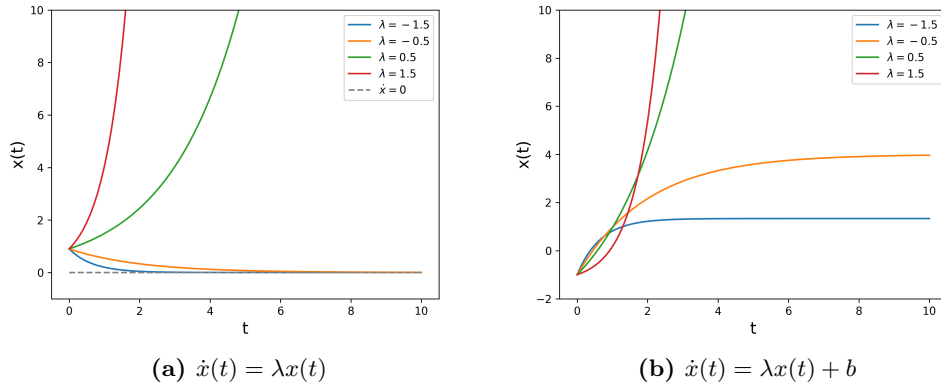 10
8
6
4
2
0
x(t)
0 2 4 6 8 10
t
λ = − 1.5
λ = − 0.5
λ = 0.5
λ = 1.5
ẋ = 0
(a) ẋ(t) = λx(t)
10
8
6
4
2
0
−2
x(t)
0 2 4 6 8 10
t
λ = − 1.5
λ = − 0.5
λ = 0.5
λ = 1.5
(b) ẋ(t) = λx(t) + b